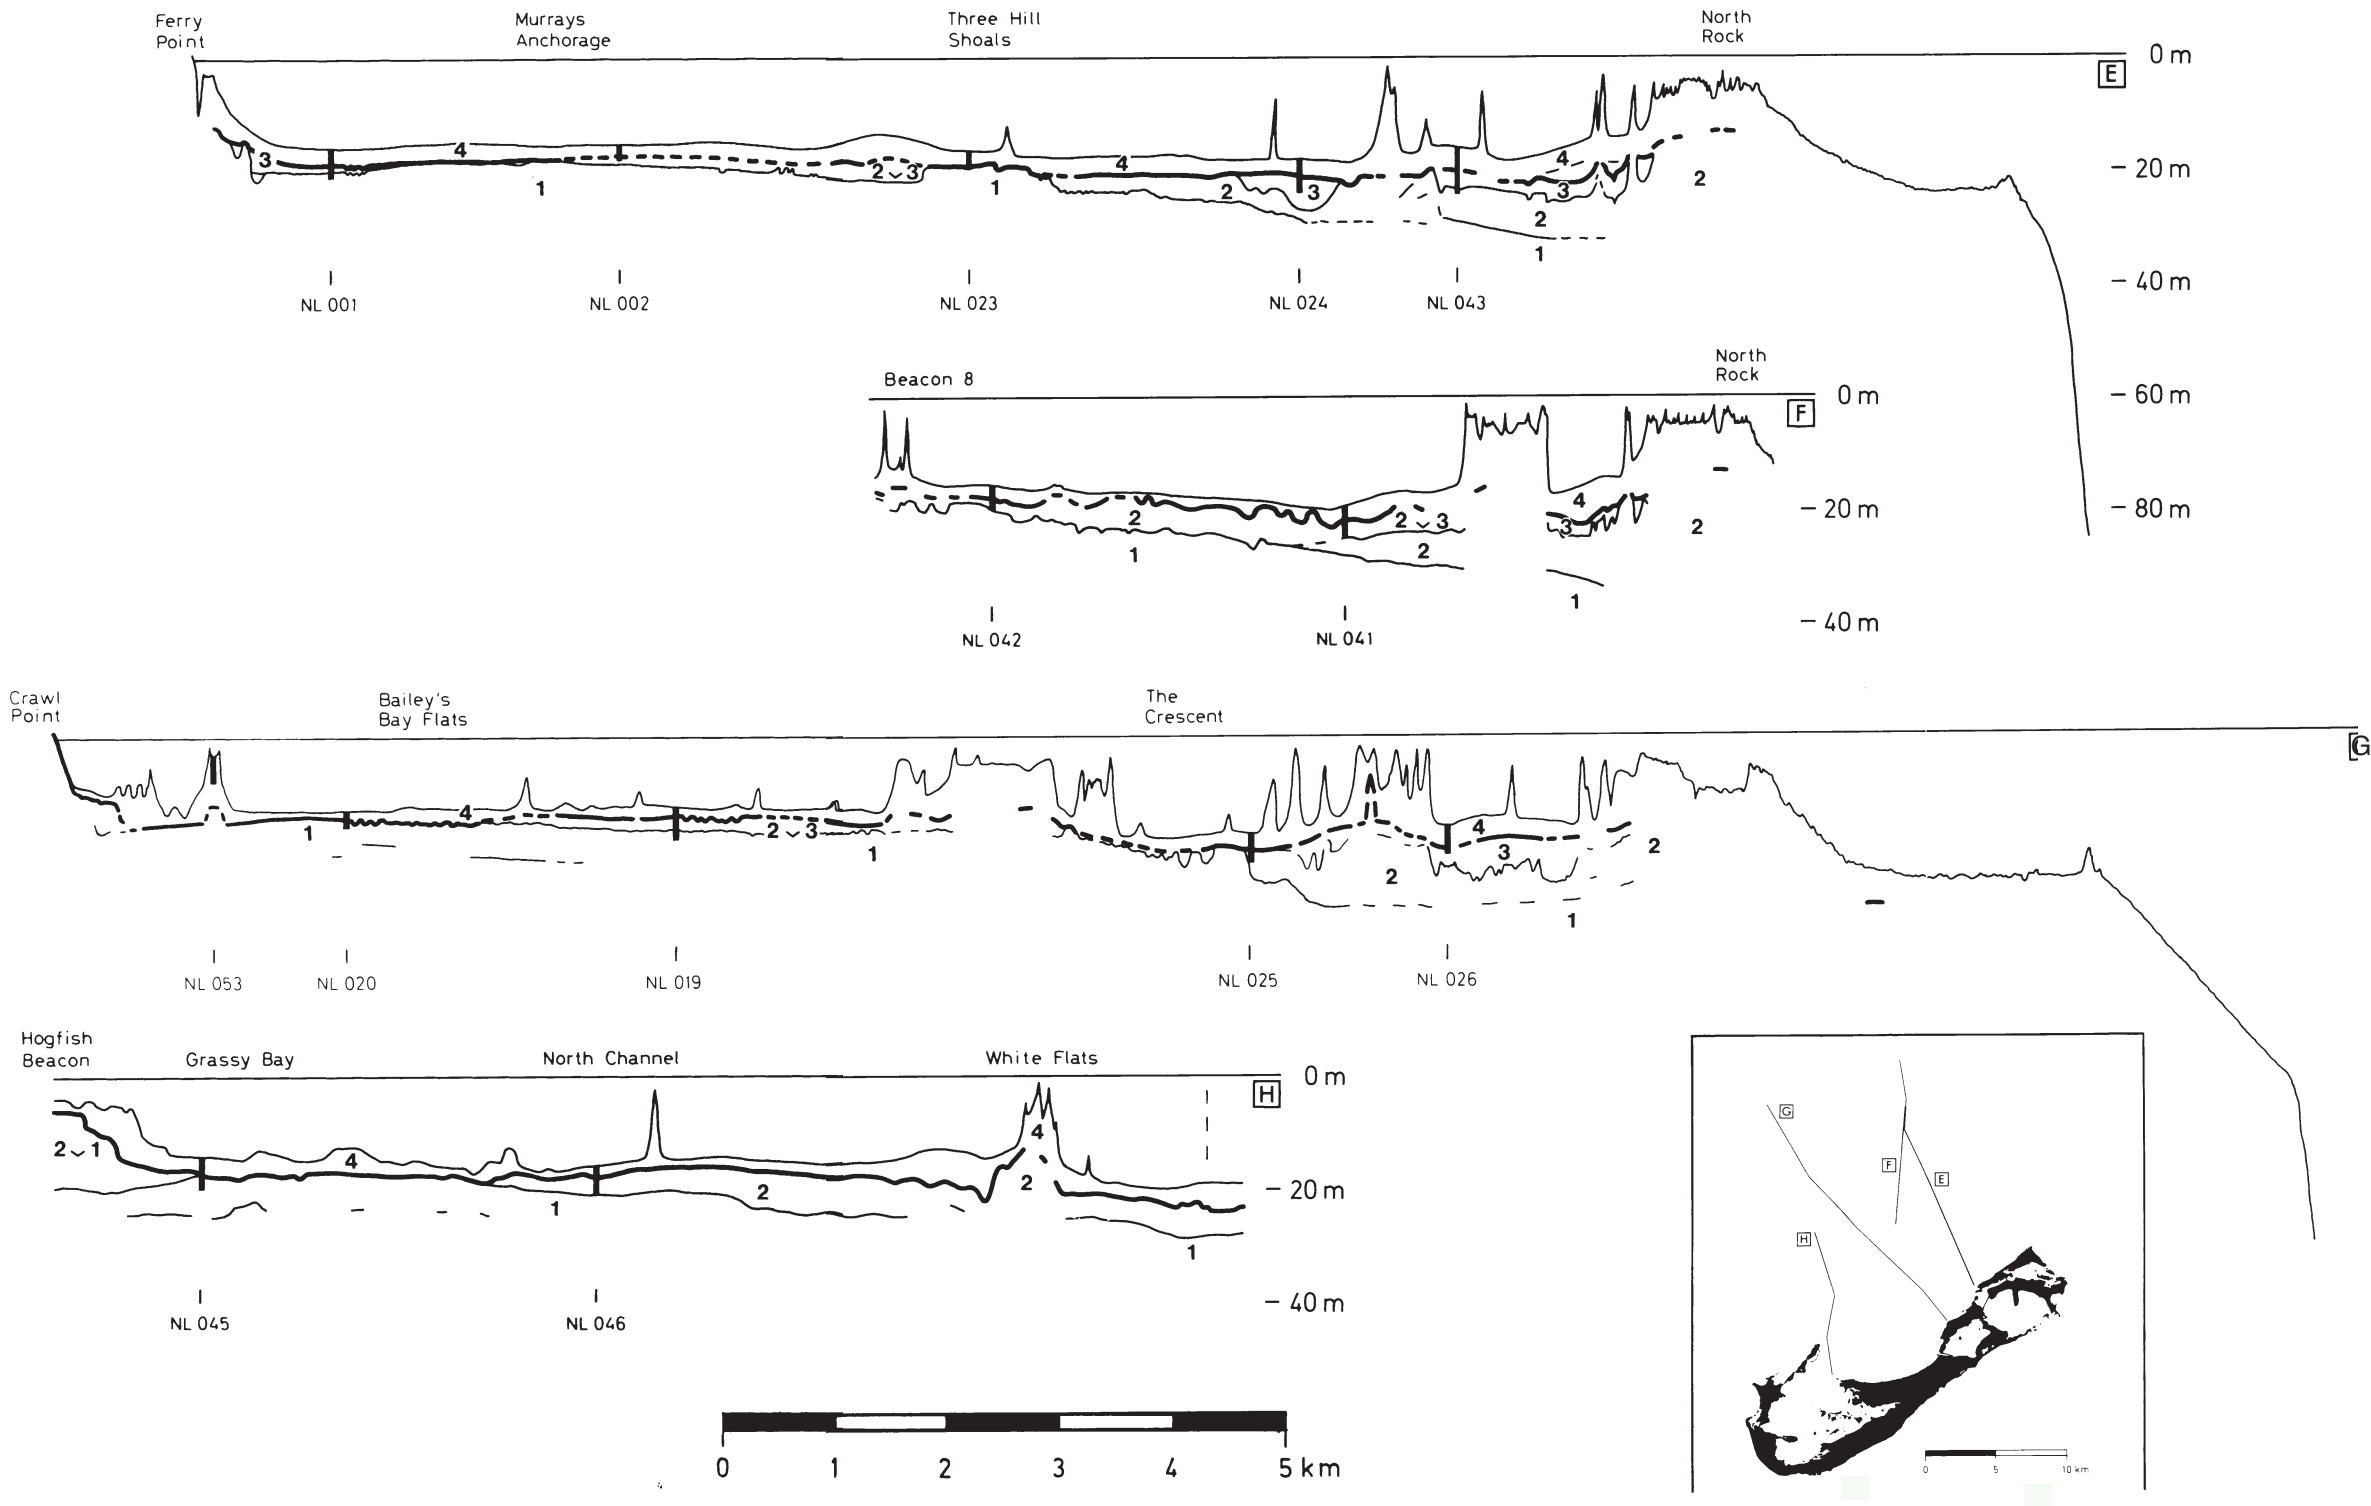 Ferry
Point
Murrays
Anchorage
Three Hill
Shoals
North
Rock
0 m
E
4
3
1
2 ⌄ 3
1
4
2
3
4
3
2
1
2
– 20 m
– 40 m
– 60 m
– 80 m
NL 001
NL 002
NL 023
NL 024
NL 043
Beacon 8
North
Rock
0 m
F
2
1
2 ⌄ 3
2
4
3
2
1
– 20 m
– 40 m
NL 042
NL 041
Crawl
Point
Bailey's
Bay Flats
The
Crescent
G
1
4
2 ⌄ 3
1
4
3
2
2
1
NL 053
NL 020
NL 019
NL 025
NL 026
Hogfish
Beacon
Grassy Bay
North Channel
White Flats
0 m
H
2 ⌄ 1
4
1
2
4
2
1
– 20 m
– 40 m
NL 045
NL 046
0 1 2 3 4 5 km
G
F
E
H
0 5 10 km